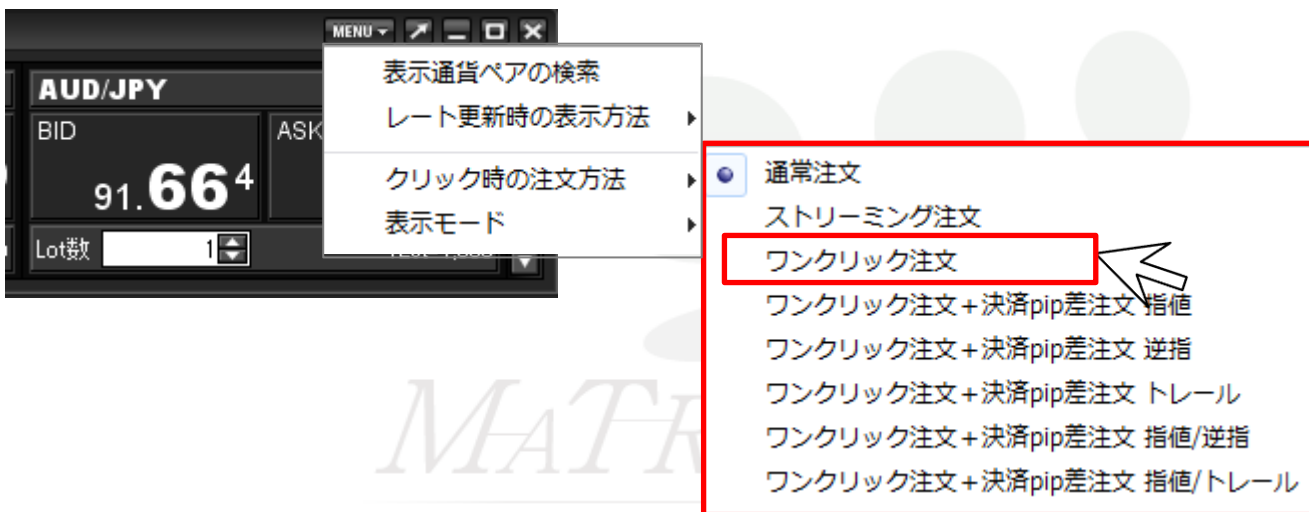 MENU
表示通貨ペアの検索
レート更新時の表示方法
クリック時の注文方法
表示モード
AUD/JPY
BID
ASK
91.664
Lot数
1
通常注文
ストリーミング注文
ワンクリック注文
ワンクリック注文+決済pip差注文 指値
ワンクリック注文+決済pip差注文 逆指
ワンクリック注文+決済pip差注文 トレール
ワンクリック注文+決済pip差注文 指値/逆指
ワンクリック注文+決済pip差注文 指値/トレール
MATR